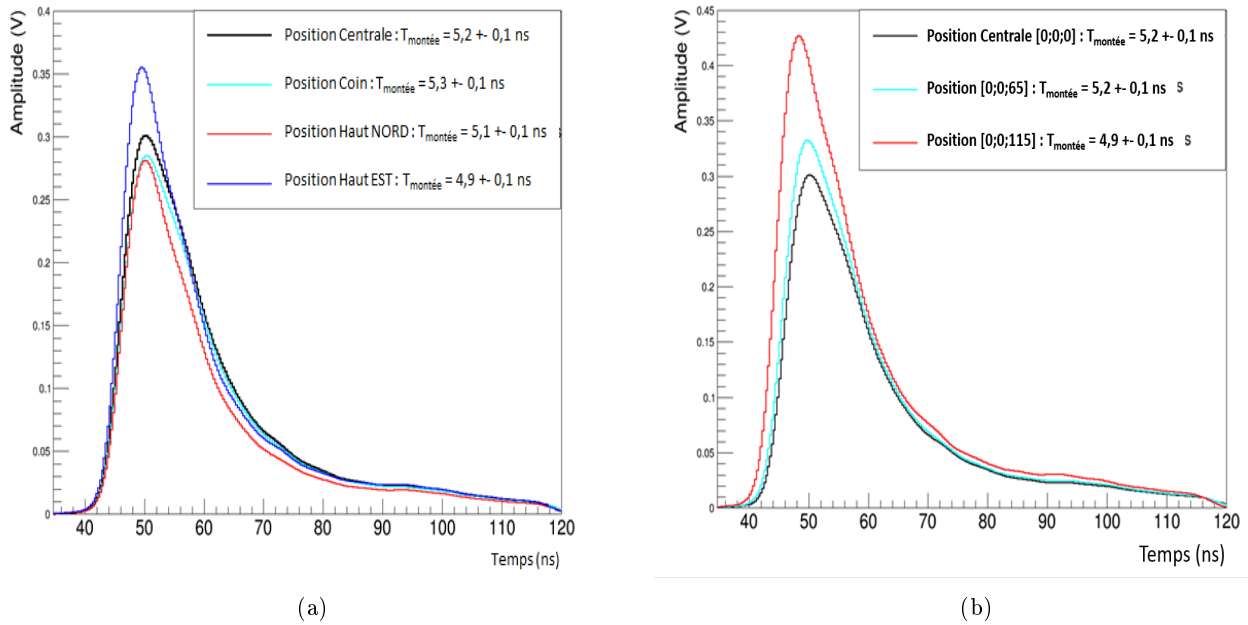 Amplitude (V)
0.4
0.35
0.3
0.25
0.2
0.15
0.1
0.05
0
40 50 60 70 80 90 100 110 120
Temps (ns)
Position Centrale : Tmontée = 5,2 +- 0,1 ns
Position Coin : Tmontée = 5,3 +- 0,1 ns
Position Haut NORD : Tmontée = 5,1 +- 0,1 ns s
Position Haut EST : Tmontée = 4,9 +- 0,1 ns
(a)
Amplitude (V)
0.45
0.4
0.35
0.3
0.25
0.2
0.15
0.1
0.05
0
40 50 60 70 80 90 100 110 120
Temps (ns)
Position Centrale [0;0;0] : Tmontée = 5,2 +- 0,1 ns
Position [0;0;65] : Tmontée = 5,2 +- 0,1 ns s
Position [0;0;115] : Tmontée = 4,9 +- 0,1 ns s
(b)